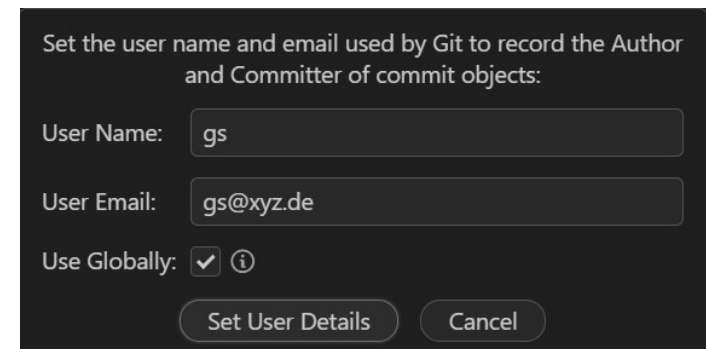 Set the user name and email used by Git to record the Author
and Committer of commit objects:
User Name: gs
User Email: gs@xyz.de
Use Globally:
Set User Details Cancel